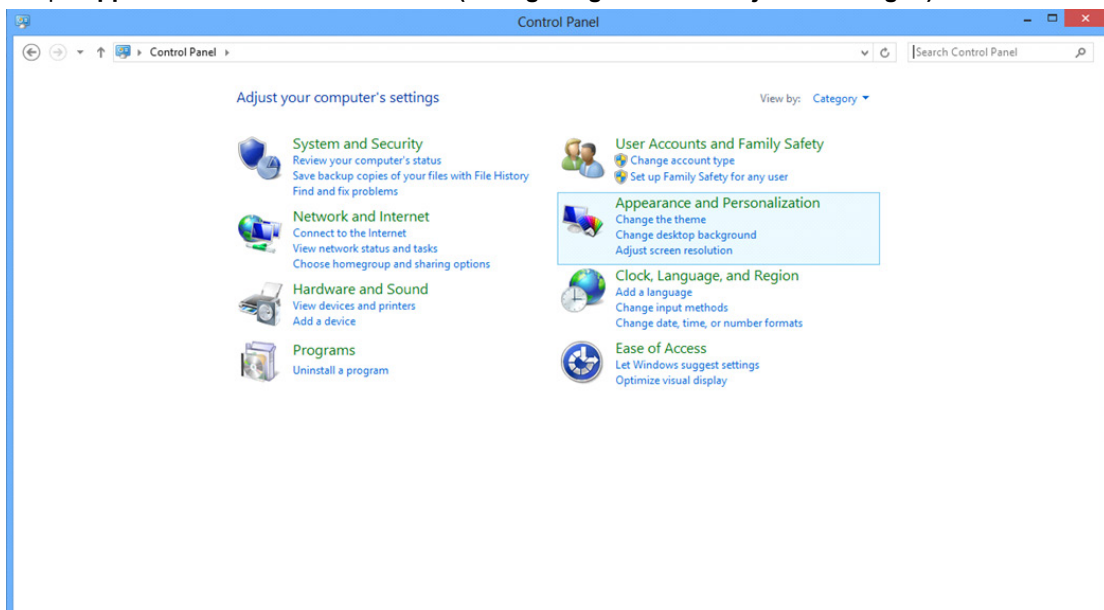 Control Panel
Control Panel
Search Control Panel
Adjust your computer's settings
View by: Category
System and Security
Review your computer's status
Save backup copies of your files with File History
Find and fix problems
Network and Internet
Connect to the Internet
View network status and tasks
Choose homegroup and sharing options
Hardware and Sound
View devices and printers
Add a device
Programs
Uninstall a program
User Accounts and Family Safety
Change account type
Set up Family Safety for any user
Appearance and Personalization
Change the theme
Change desktop background
Adjust screen resolution
Clock, Language, and Region
Add a language
Change input methods
Change date, time, or number formats
Ease of Access
Let Windows suggest settings
Optimize visual display